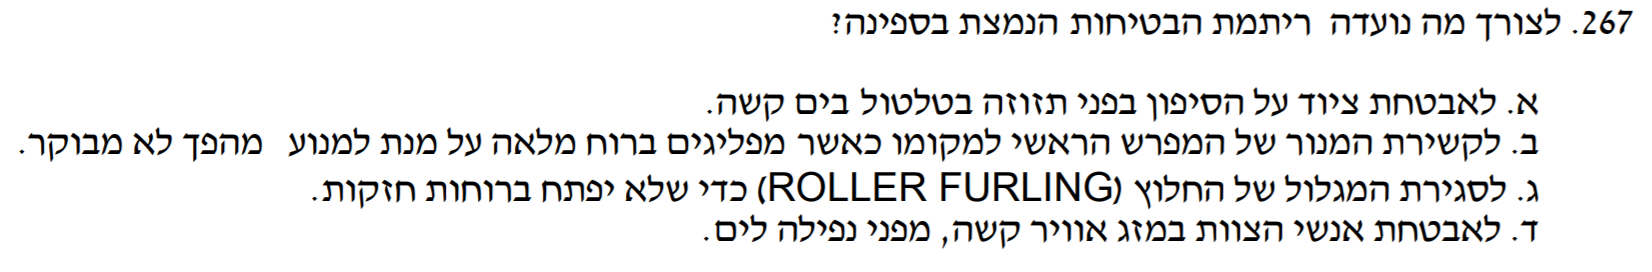 267. לצורך מה נועדה ריתמת הבטיחות הנמצת בספינה?
א. לאבטחת ציוד על הסיפון בפני תזוזה בטלטול בים קשה.
ב. לקשירת המנור של המפרש הראשי למקומו כאשר מפליגים ברוח מלאה על מנת למנוע מהפך לא מבוקר.
ג. לסגירת המגלול של החלוץ (ROLLER FURLING) כדי שלא יפתח ברוחות חזקות.
ד. לאבטחת אנשי הצוות במזג אוויר קשה, מפני נפילה לים.